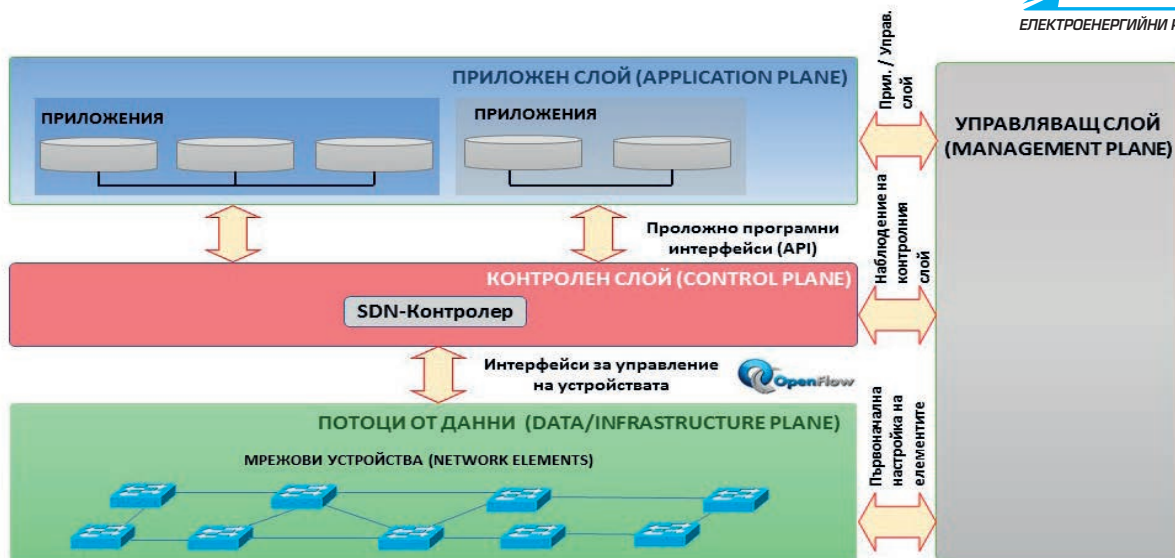 ЕЛЕКТРОЕНЕРГИЙНИ
ПРИЛОЖЕН СЛОЙ (APPLICATION PLANE)
ПРИЛОЖЕНИЯ
ПРИЛОЖЕНИЯ
Прил. / Управ.
слой
УПРАВЛЯВАЩ СЛОЙ
(MANAGEMENT PLANE)
Проложно програмни
интерфейси (API)
Наблюдение на
контролния
слой
КОНТРОЛЕН СЛОЙ (CONTROL PLANE)
SDN-Контролер
Интерфейси за управление
на устройствата
OpenFlow
ПОТОЦИ ОТ ДАННИ (DATA/INFRASTRUCTURE PLANE)
МРЕЖОВИ УСТРОЙСТВА (NETWORK ELEMENTS)
Първоначална
настройка на
елементите